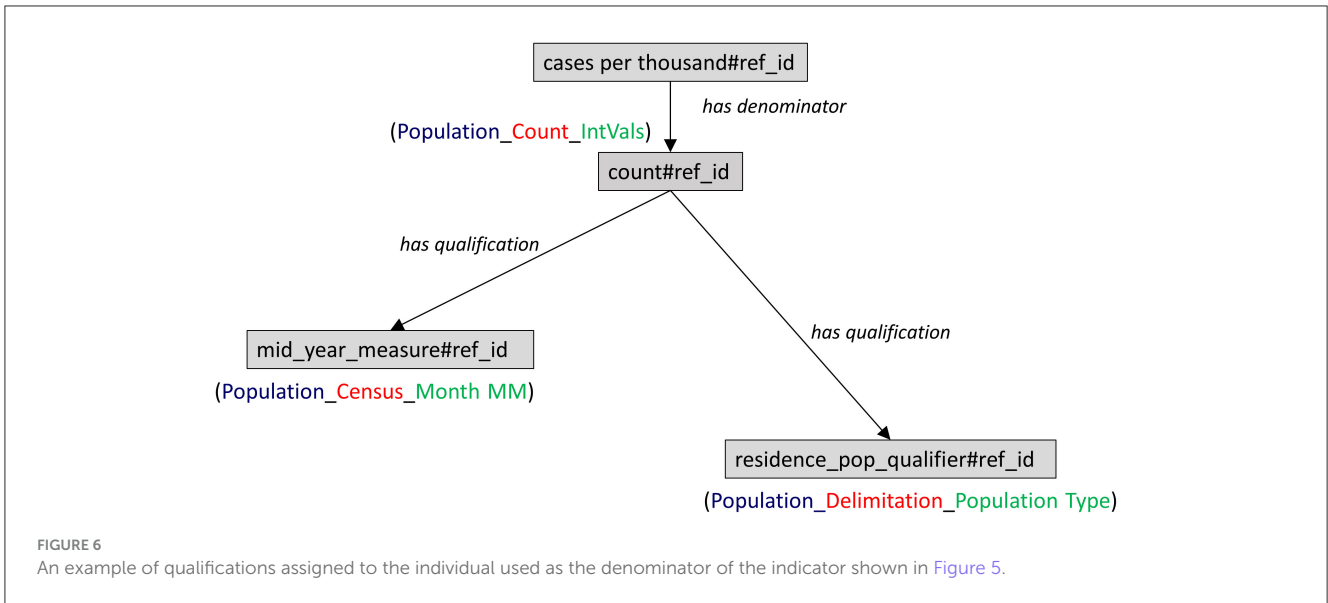 cases per thousand#ref_id
has denominator
(Population_Count_IntVals)
count#ref_id
has qualification
mid_year_measure#ref_id
has qualification
(Population_Census_Month MM)
residence_pop_qualifier#ref_id
(Population_Delimitation_Population Type)
FIGURE 6
An example of qualifications assigned to the individual used as the denominator of the indicator shown in Figure 5.